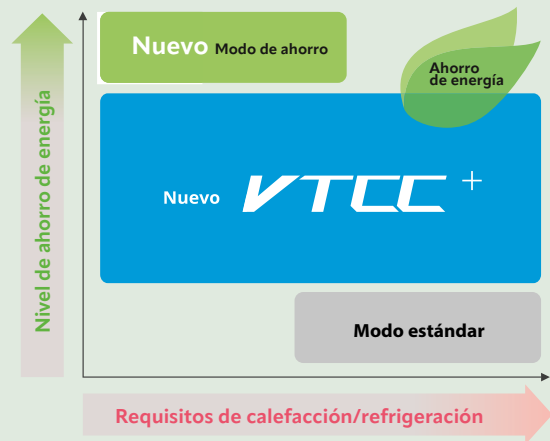 Nuevo Modo de ahorro
Ahorro
de energía
Nuevo VTCC+
Modo estándar
Nivel de ahorro de energía
Requisitos de calefacción/refrigeración